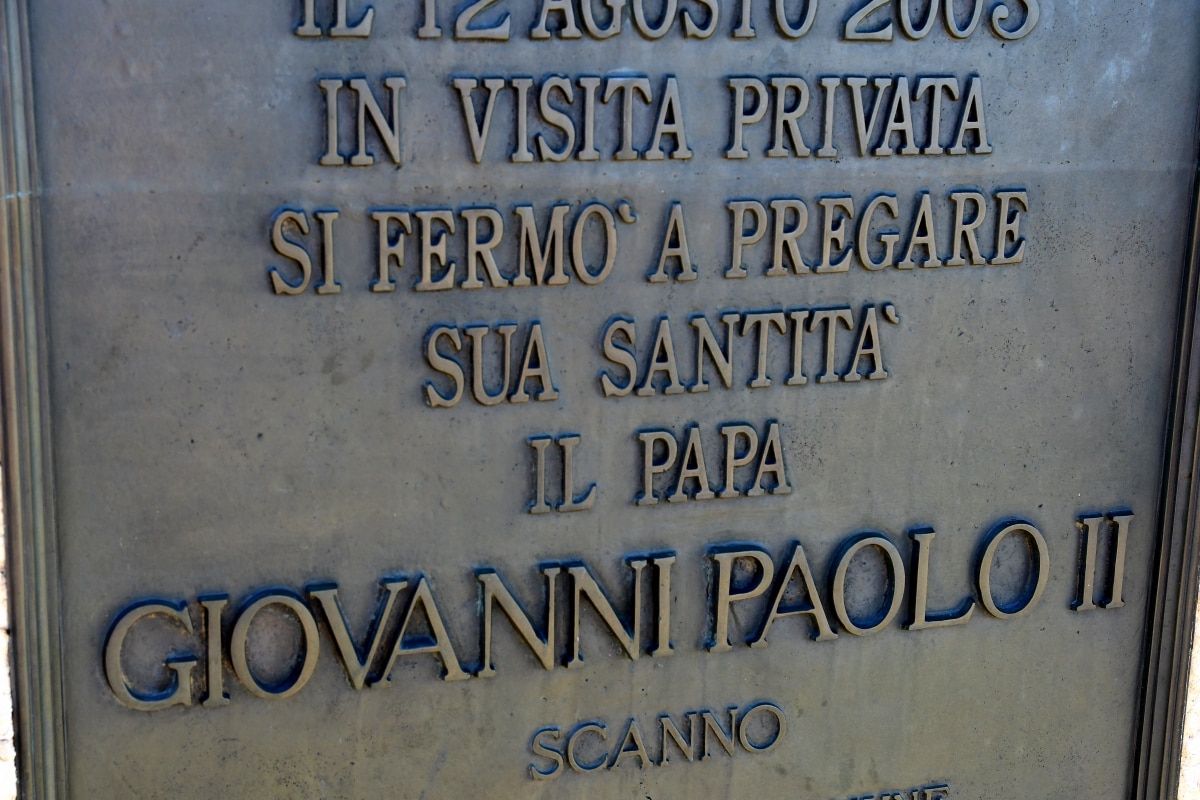 IL 12 AGOSTO 2003
IN VISITA PRIVATA
SI FERMO` A PREGARE
SUA SANTITA`
IL PAPA
GIOVANNI PAOLO II
SCANNO